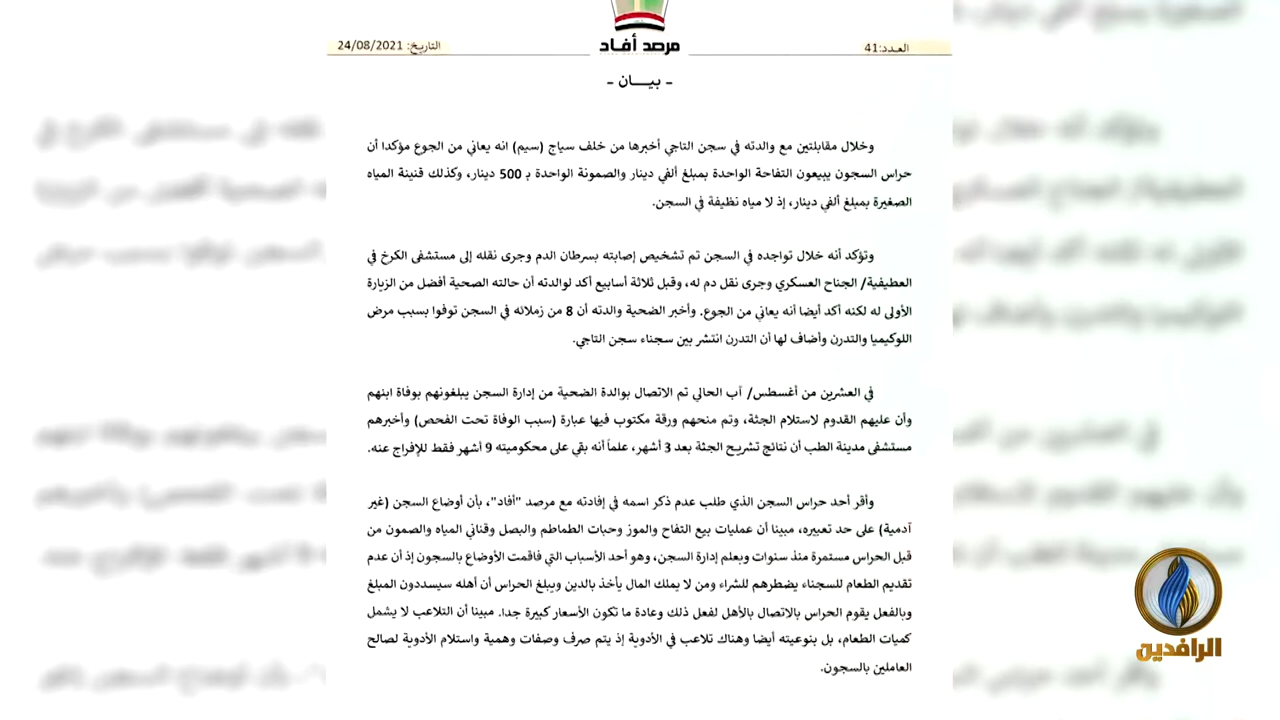 مرصد أفاد
العدد:41
التاريخ: 24/08/2021
- بيـــان -
وخلال مقابلتين مع والدته في سجن التاجي أخبرها من خلف سياج (سيم) انه يعاني من الجوع مؤكدا أن
حراس السجون يبيعون التفاحة الواحدة بمبلغ ألفي دينار والصمونة الواحدة بـ 500 دينار، وكذلك قنينة المياه
الصغيرة بمبلغ ألفي دينار، إذ لا مياه نظيفة في السجن.
وتؤكد أنه خلال تواجده في السجن تم تشخيص إصابته بسرطان الدم وجرى نقله إلى مستشفى الكرخ في
العطيفية/ الجناح العسكري وجرى نقل دم له، وقبل ثلاثة أسابيع أكد لوالدته أن حالته الصحية أفضل من الزيارة
الأولى له لكنه أكد أيضا أنه يعاني من الجوع. وأخبر الضحية والدته أن 8 من زملائه في السجن توفوا بسبب مرض
اللوكيميا والتدرن وأضاف لها أن التدرن انتشر بين سجناء سجن التاجي.
في العشرين من أغسطس/ آب الحالي تم الاتصال بوالدة الضحية من إدارة السجن يبلغونهم بوفاة ابنهم
وأن عليهم القدوم لاستلام الجثة، وتم منحهم ورقة مكتوب فيها عبارة (سبب الوفاة تحت الفحص) وأخبرهم
مستشفى مدينة الطب أن نتائج تشريح الجثة بعد 3 أشهر، علماً أنه بقي على محكوميته 9 أشهر فقط للإفراج عنه.
وأقر أحد حراس السجن الذي طلب عدم ذكر اسمه في إفادته مع مرصد "أفاد"، بأن أوضاع السجن (غير
آدمية) على حد تعبيره، مبينا أن عمليات بيع التفاح والموز وحبات الطماطم والبصل وقناني المياه والصمون من
قبل الحراس مستمرة منذ سنوات وبعلم إدارة السجن، وهو أحد الأسباب التي فاقمت الأوضاع بالسجون إذ أن عدم
تقديم الطعام للسجناء يضطرهم للشراء ومن لا يملك المال يأخذ بالدين ويبلغ الحراس أن أهله سيسددون المبلغ
وبالفعل يقوم الحراس بالاتصال بالأهل لفعل ذلك وعادة ما تكون الأسعار كبيرة جدا. مبينا أن التلاعب لا يشمل
كميات الطعام، بل بنوعيته أيضا وهناك تلاعب في الأدوية إذ يتم صرف وصفات وهمية واستلام الأدوية لصالح
العاملين بالسجون.
الرافدين